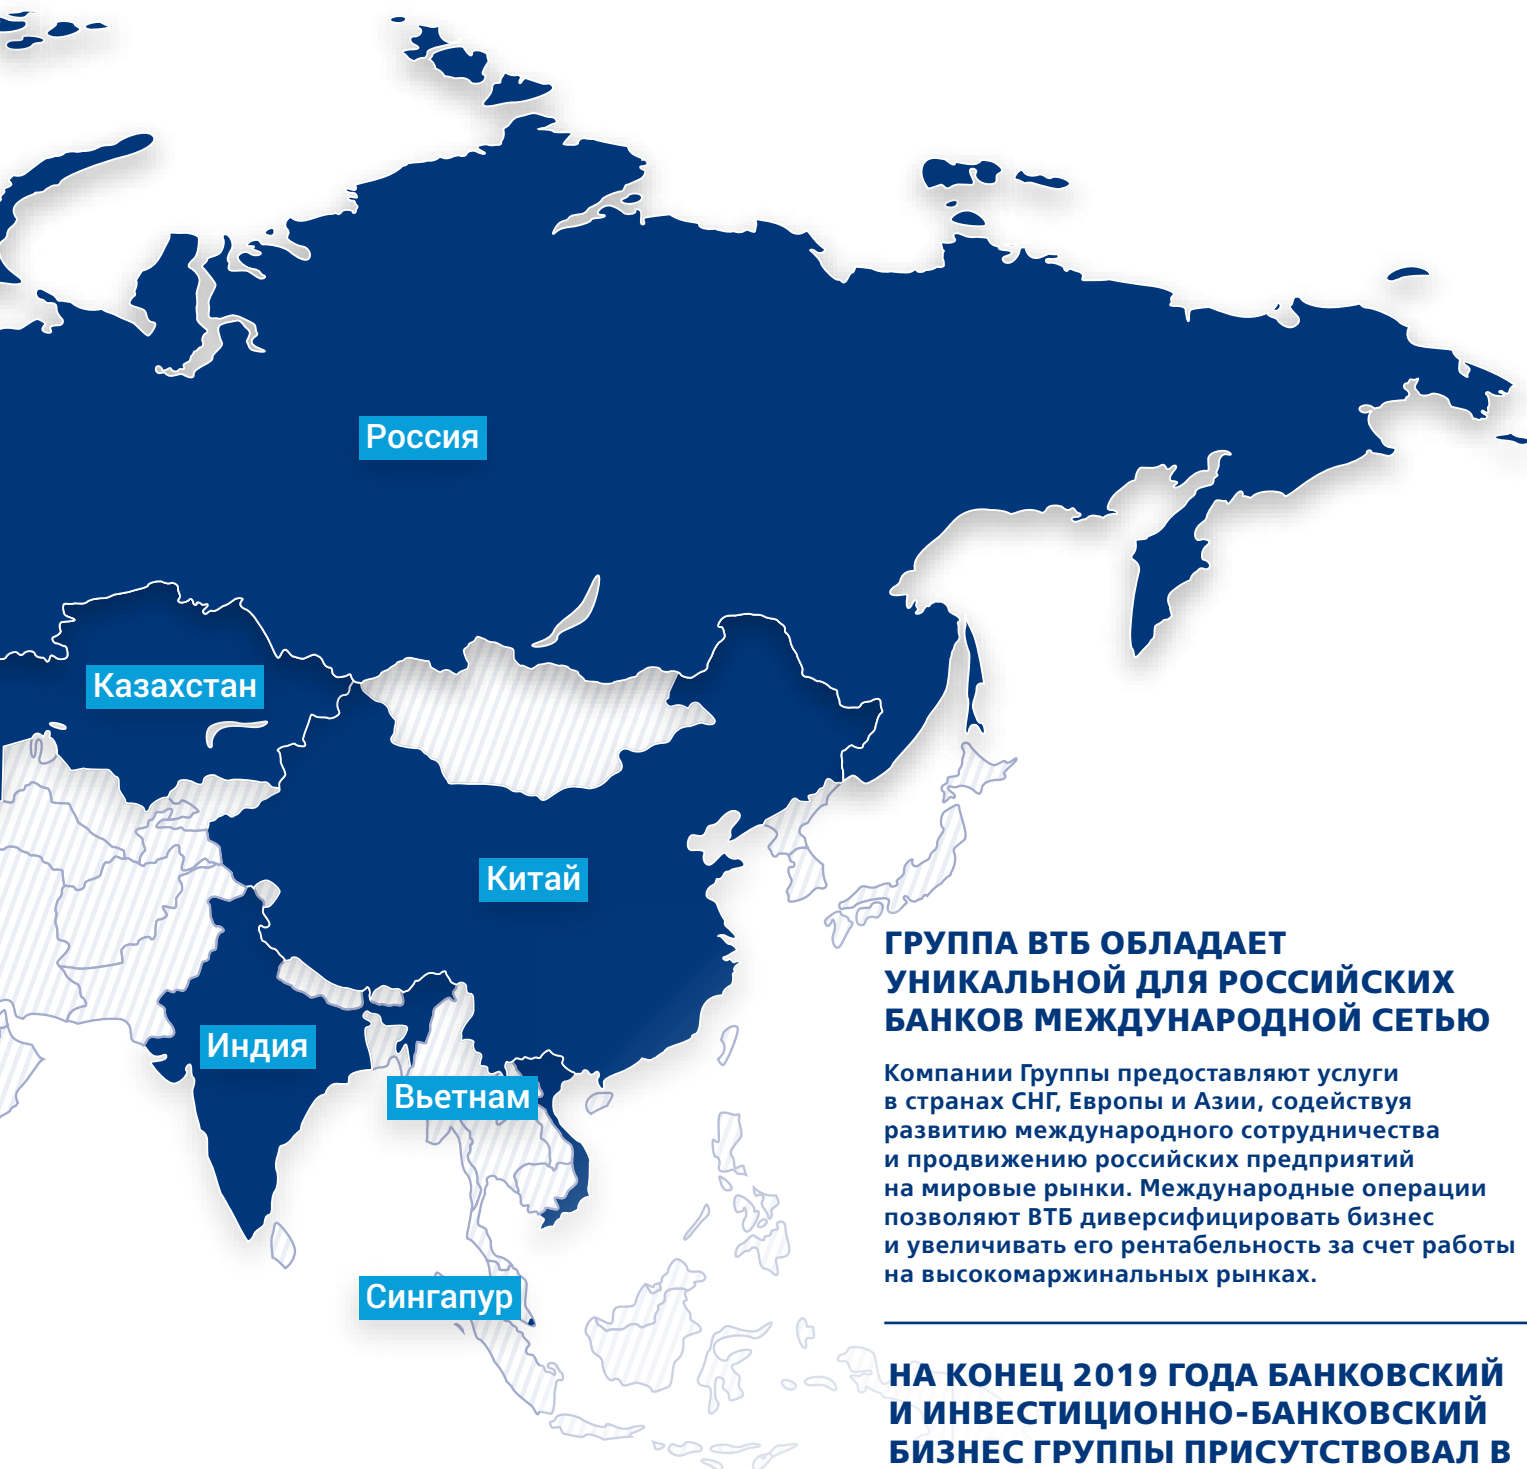 Россия
Казахстан
Китай
Индия
Вьетнам
Сингапур
ГРУППА ВТБ ОБЛАДАЕТ
УНИКАЛЬНОЙ ДЛЯ РОССИЙСКИХ
БАНКОВ МЕЖДУНАРОДНОЙ СЕТЬЮ
Компании Группы предоставляют услуги
в странах СНГ, Европы и Азии, содействуя
развитию международного сотрудничества
и продвижению российских предприятий
на мировые рынки. Международные операции
позволяют ВТБ диверсифицировать бизнес
и увеличивать его рентабельность за счет работы
на высокомаржинальных рынках.
НА КОНЕЦ 2019 ГОДА БАНКОВСКИЙ
И ИНВЕСТИЦИОННО-БАНКОВСКИЙ
БИЗНЕС ГРУППЫ ПРИСУТСТВОВАЛ В